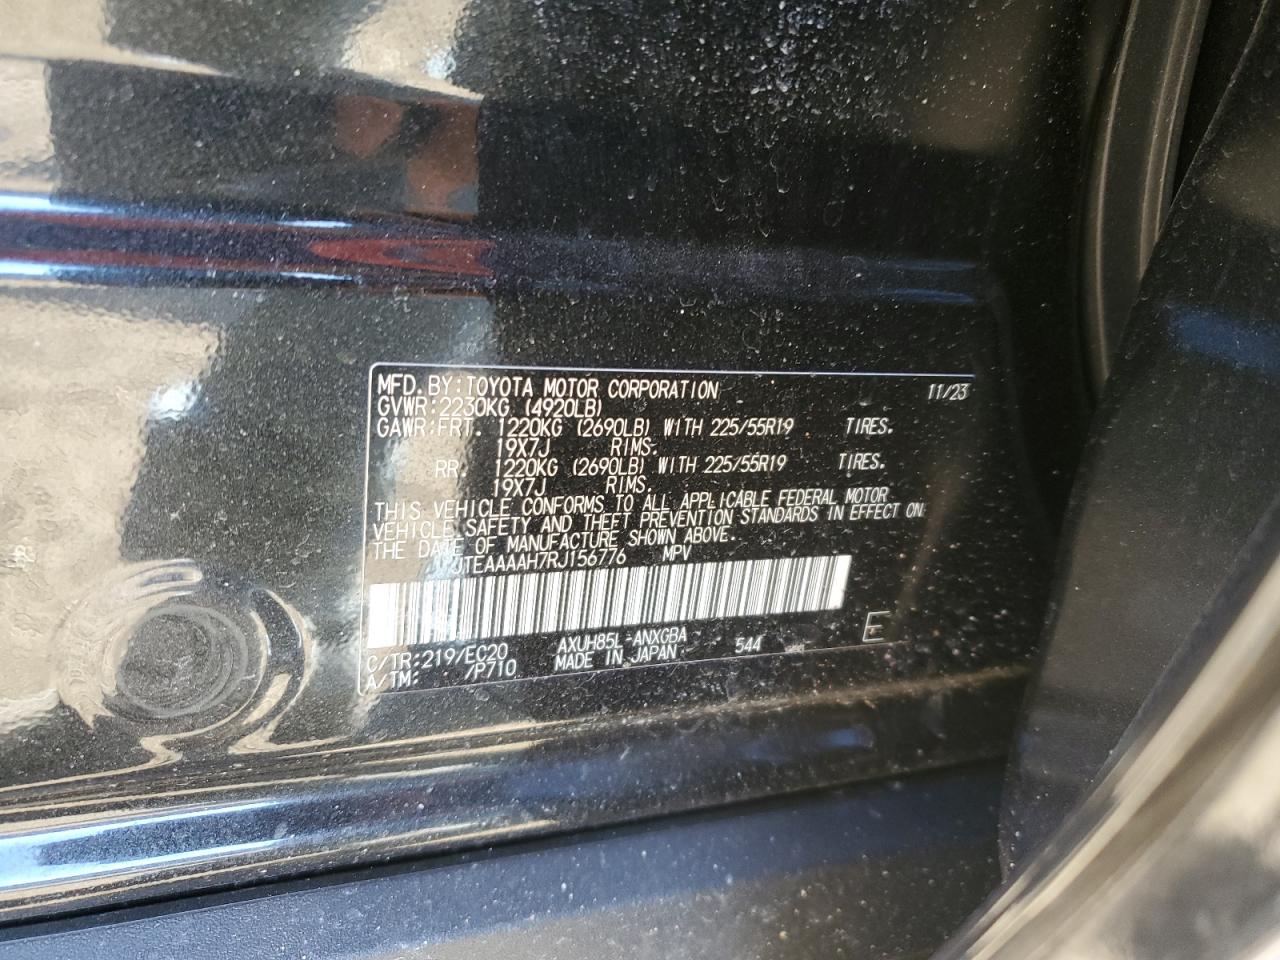 MFD. BY: TOYOTA MOTOR CORPORATION 11/23
GVWR: 2230KG (4920LB)
GAWR: FRT. 1220KG (2690LB) WITH 225/55R19 TIRES.
19X7J RIMS.
RR. 1220KG (2690LB) WITH 225/55R19 TIRES.
19X7J RIMS.
THIS VEHICLE CONFORMS TO ALL APPLICABLE FEDERAL MOTOR
VEHICLE SAFETY AND THEFT PREVENTION STANDARDS IN EFFECT ON
THE DATE OF MANUFACTURE SHOWN ABOVE.
JTEAAAAH7RJ156776 MPV
C/TR: 219/EC20 AXUH85L-ANXGBA 544 E
A/TM: /P710 MADE IN JAPAN